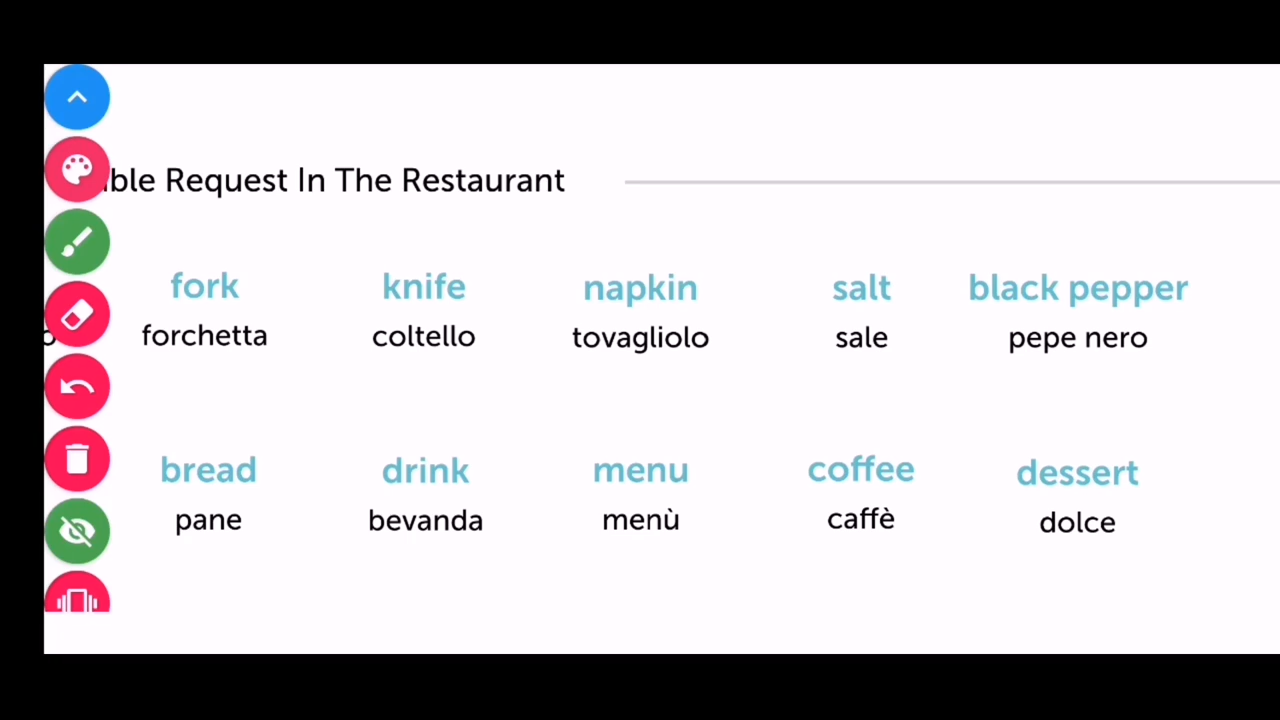 Request In The Restaurant
fork knife napkin salt black pepper
forchetta coltello tovagliolo sale pepe nero
bread drink menu coffee dessert
pane bevanda menù caffè dolce